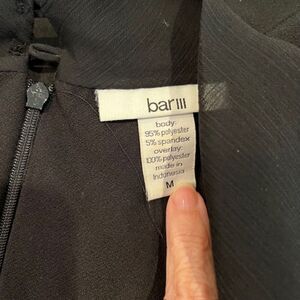 bar III
body:
95% polyester
5% spandex
overlay:
100% polyester
made in
Indonesia
M